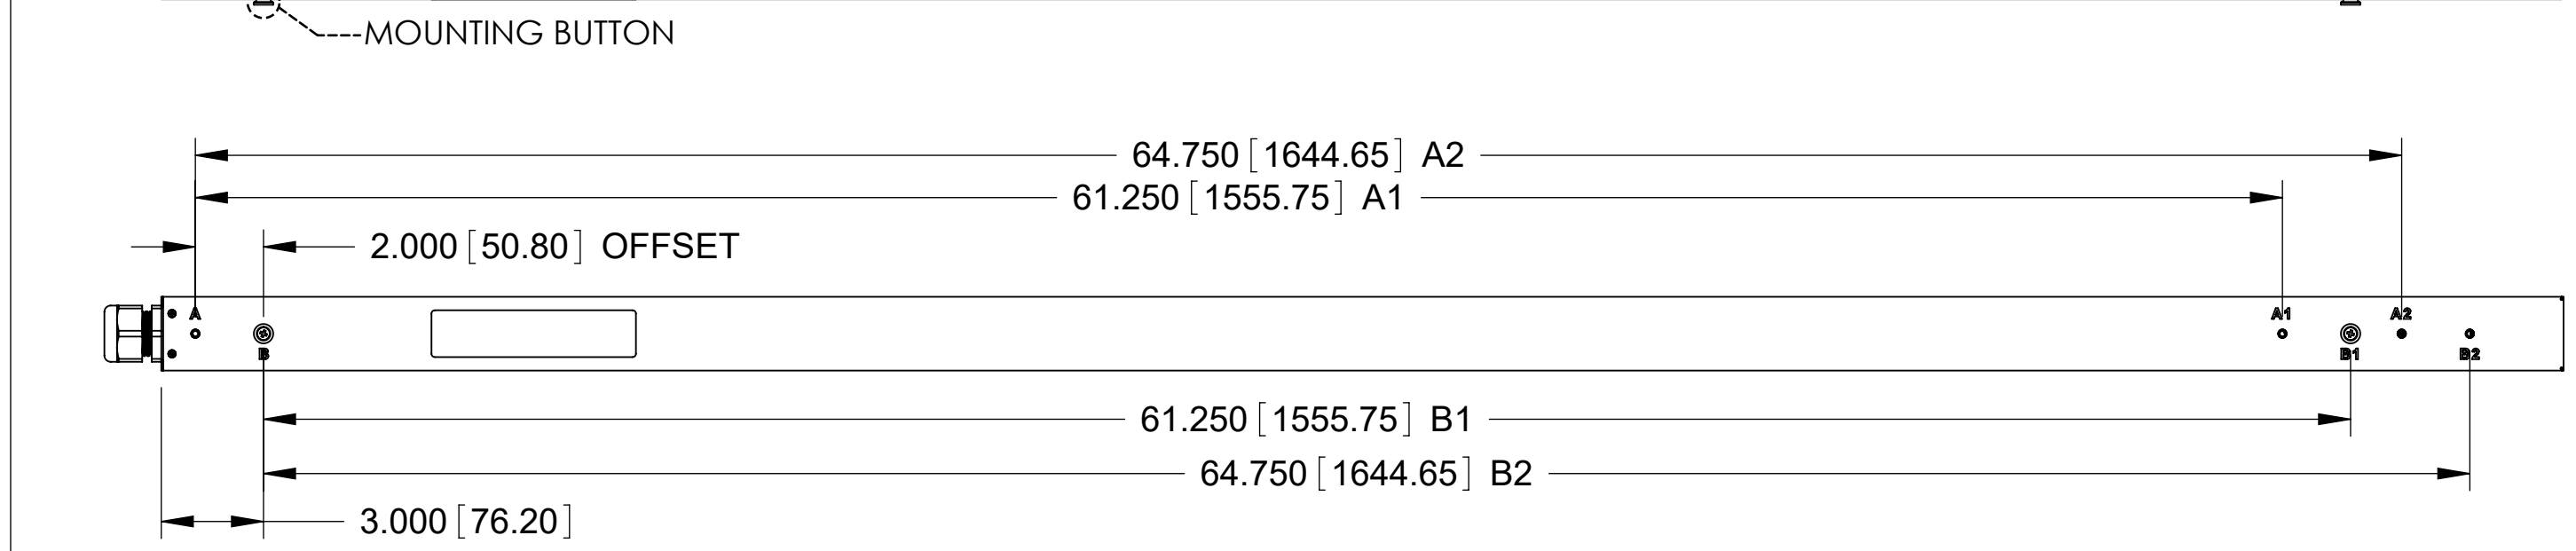 MOUNTING BUTTON
64.750 [1644.65] A2
61.250 [1555.75] A1
2.000 [50.80] OFFSET
A
A1
A2
B
B1
B2
61.250 [1555.75] B1
64.750 [1644.65] B2
3.000 [76.20]